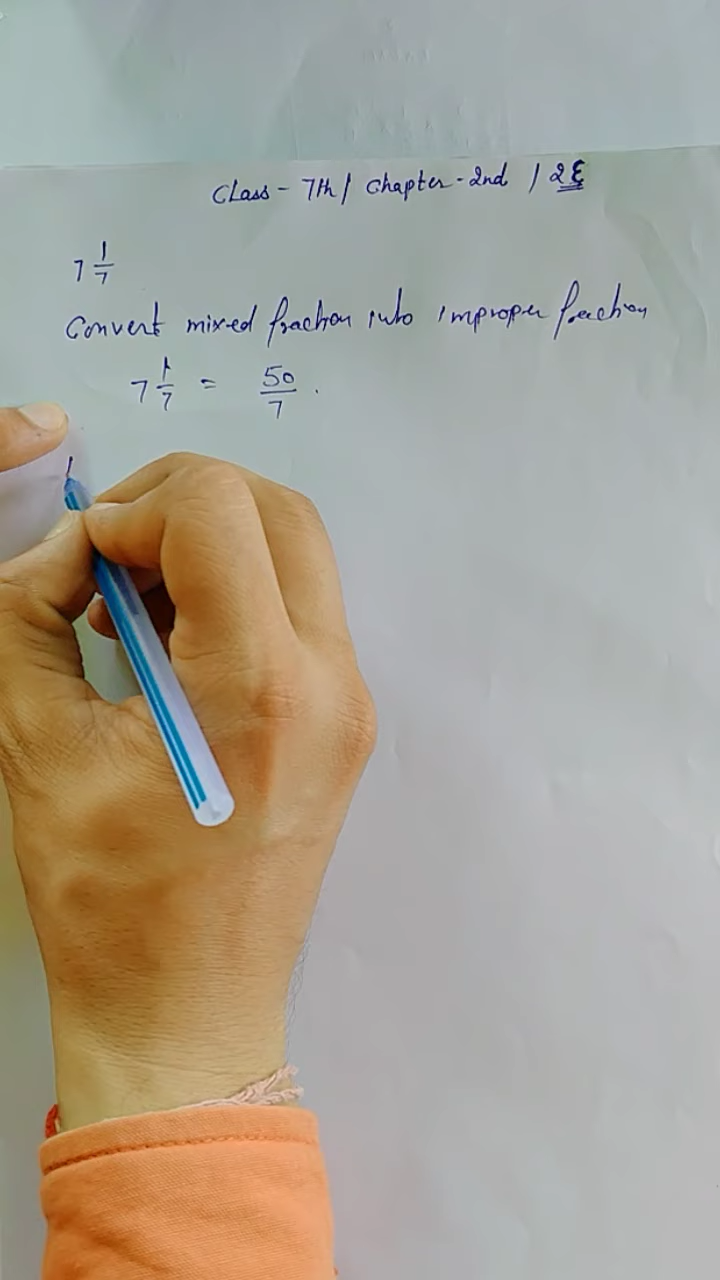 Class - 7th / Chapter - 2nd / 2E
7 1/7
Convert mixed fraction into improper fraction
7 1/7 = 50/7 .